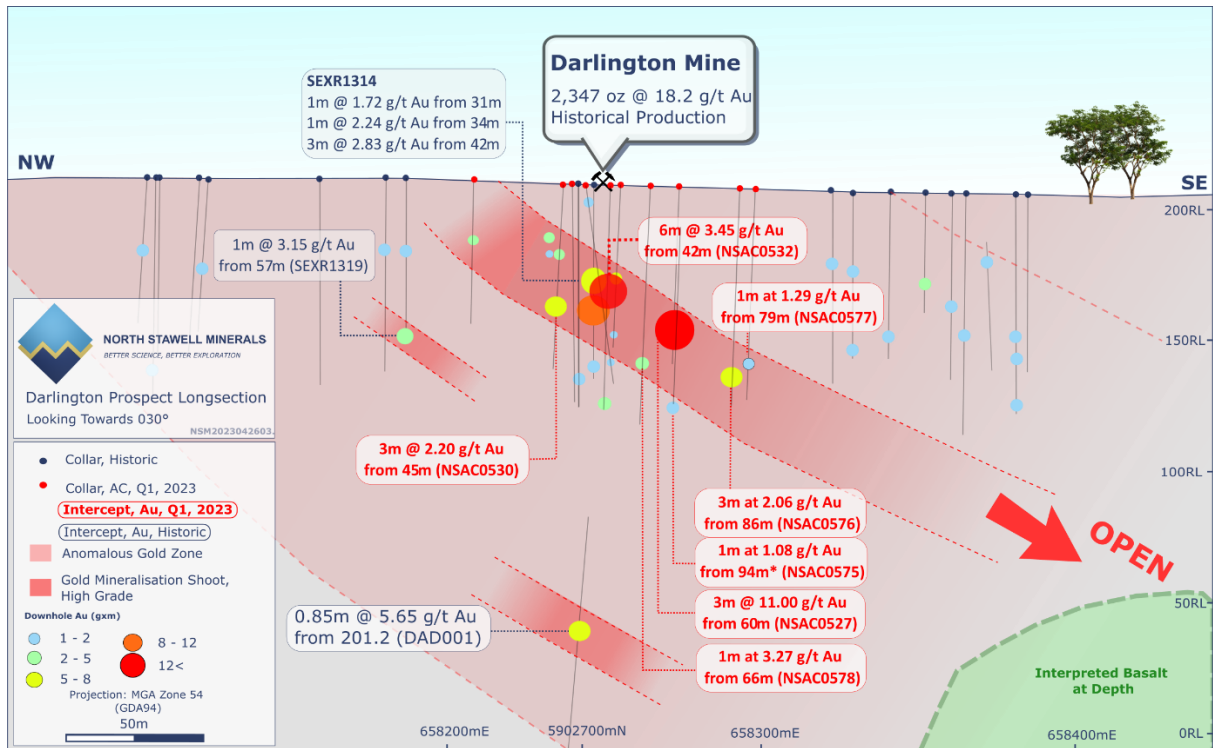 Darlington Mine
2,347 oz @ 18.2 g/t Au
Historical Production
SEXR1314
1m @ 1.72 g/t Au from 31m
1m @ 2.24 g/t Au from 34m
3m @ 2.83 g/t Au from 42m
NW
SE
200RL
6m @ 3.45 g/t Au
from 42m (NSAC0532)
1m @ 3.15 g/t Au
from 57m (SEXR1319)
1m at 1.29 g/t Au
from 79m (NSAC0577)
150RL
NORTH STAWELL MINERALS
BETTER SCIENCE, BETTER EXPLORATION
Darlington Prospect Longsection
Looking Towards 030°
NSM2023042603.
3m @ 2.20 g/t Au
from 45m (NSAC0530)
100RL
3m at 2.06 g/t Au
from 86m (NSAC0576)
1m at 1.08 g/t Au
from 94m* (NSAC0575)
3m @ 11.00 g/t Au
from 60m (NSAC0527)
1m at 3.27 g/t Au
from 66m (NSAC0578)
OPEN
50RL
0.85m @ 5.65 g/t Au
from 201.2 (DAD001)
Interpreted Basalt
at Depth
Collar, Historic
Collar, AC, Q1, 2023
Intercept, Au, Q1, 2023
Intercept, Au, Historic
Anomalous Gold Zone
Gold Mineralisation Shoot,
High Grade
Downhole Au (gxm)
1 - 2
2 - 5
5 - 8
8 - 12
12<
Projection: MGA Zone 54
(GDA94)
50m
658200mE
5902700mN
658300mE
658400mE
0RL